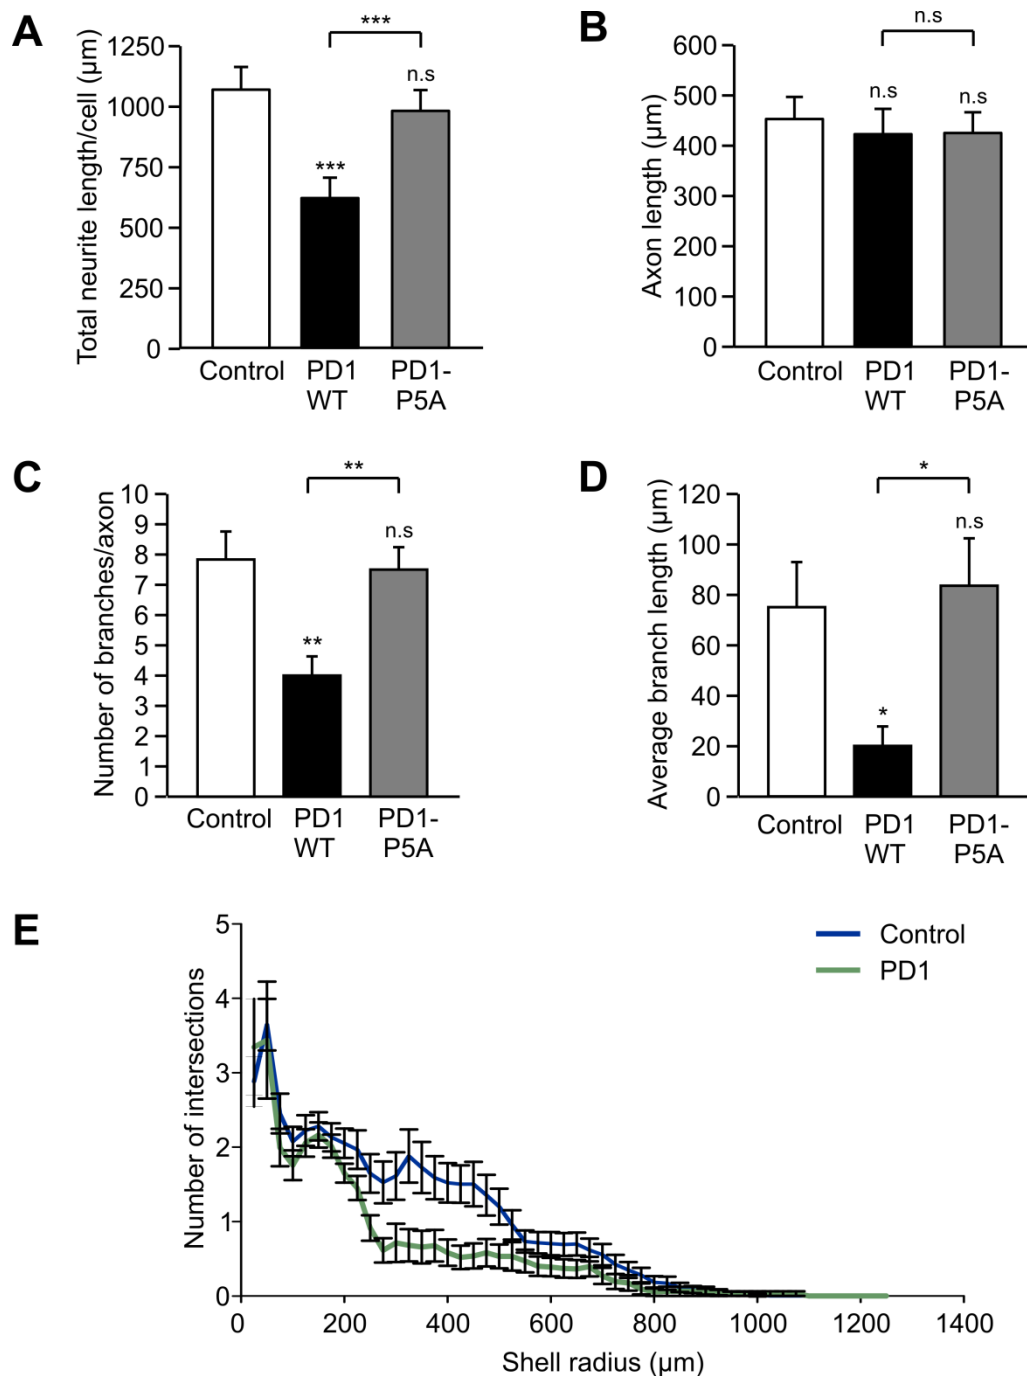 A
Total neurite length/cell (µm)
1250
1000
750
500
250
0
***
***
n.s
Control
PD1
WT
PD1-
P5A
B
Axon length (µm)
600
500
400
300
200
100
0
n.s
n.s
n.s
Control
PD1
WT
PD1-
P5A
C
Number of branches/axon
10
9
8
7
6
5
4
3
2
1
0
**
**
n.s
Control
PD1
WT
PD1-
P5A
D
Average branch length (µm)
120
100
80
60
40
20
0
*
*
n.s
Control
PD1
WT
PD1-
P5A
E
Number of intersections
5
4
3
2
1
0
Control
PD1
0
200
400
600
800
1000
1200
1400
Shell radius (µm)